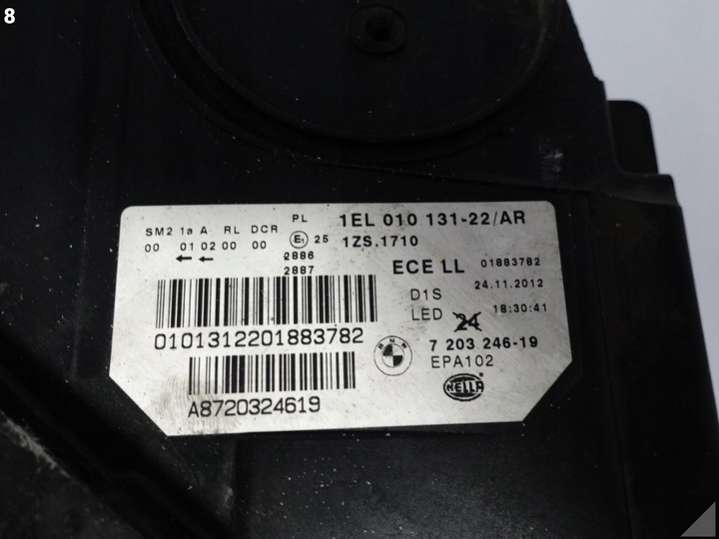 8
PL 1EL 010 131-22/AR
SM2 1a A RL DCR
00 01 02 00 00 E1 25 1ZS.1710
2886
2887
ECE LL 01883782
24.11.2012
D1S
LED 24 18:30:41
0101312201883782
BMW 7 203 246-19
EPA102
HELLA
A8720324619